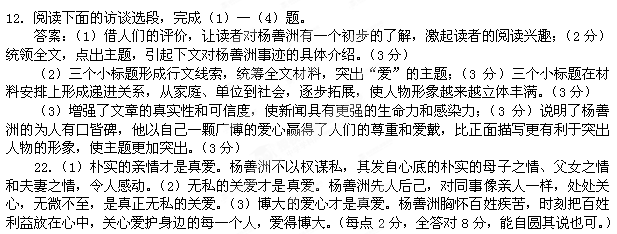 12．阅读下面的访谈选段，完成（1）一（4）题。
答案：（1）借人们的评价，让读者对杨善洲有一个初步的了解，激起读者的阅读兴趣；（2分）
统领全文，点出主题，引起下文对杨善洲事迹的具体介绍。（3分）
（2）三个小标题形成行文线索，统筹全文材料，突出“爱”的主题；（3 分）三个小标题在材
料安排上形成递进关系，从家庭、单位到社会，逐步拓展，使人物形象越来越立体丰满。（3分）
（3）增强了文章的真实性和可信度，使新闻具有更强的生命力和感染力；（3分）说明了杨善
洲的为人有口皆碑，他以自己一颗广博的爱心赢得了人们的尊重和爱戴，比正面描写更有利于突出
人物的形象，使主题更加突出。（3分）
22．（1）朴实的亲情才是真爱。杨善洲不以权谋私，其发自心底的朴实的母子之情、父女之情
和夫妻之情，令人感动。（2）无私的关爱才是真爱。杨善洲先人后己，对同事像亲人一样，处处关
心，无微不至，是真正无私的关爱。（3）博大的爱心才是真爱。杨善洲胸怀百姓疾苦，时刻把百姓
利益放在心中，关心爱护身边的每一个人，爱得博大。（每点2分，全答对8分，能自圆其说也可。）